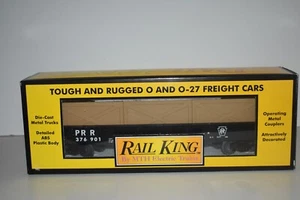 TOUGH AND RUGGED O AND O-27 FREIGHT CARS
Die-Cast
Metal Trucks
Detailed
ABS
Plastic Body
Operating
Metal
Couplers
Attractively
Decorated
PRR
376 901
RAIL KING
By MTH Electric Trains